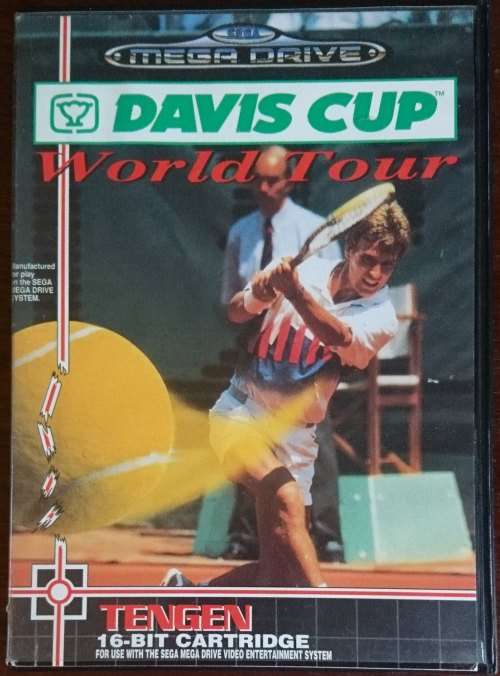 SEGA
MEGA DRIVE
DAVIS CUP™
World Tour
Manufactured
for play
on the SEGA
MEGA DRIVE
SYSTEM.
TENGEN
16-BIT CARTRIDGE
FOR USE WITH THE SEGA MEGA DRIVE VIDEO ENTERTAINMENT SYSTEM